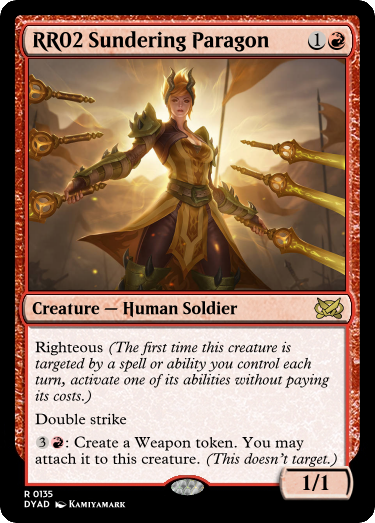 RR02 Sundering Paragon 1
Creature — Human Soldier
Righteous (The first time this creature is
targeted by a spell or ability you control each
turn, activate one of its abilities without paying
its costs.)
Double strike
3 : Create a Weapon token. You may
attach it to this creature. (This doesn't target.)
1/1
R 0135
DYAD KAMIYAMARK